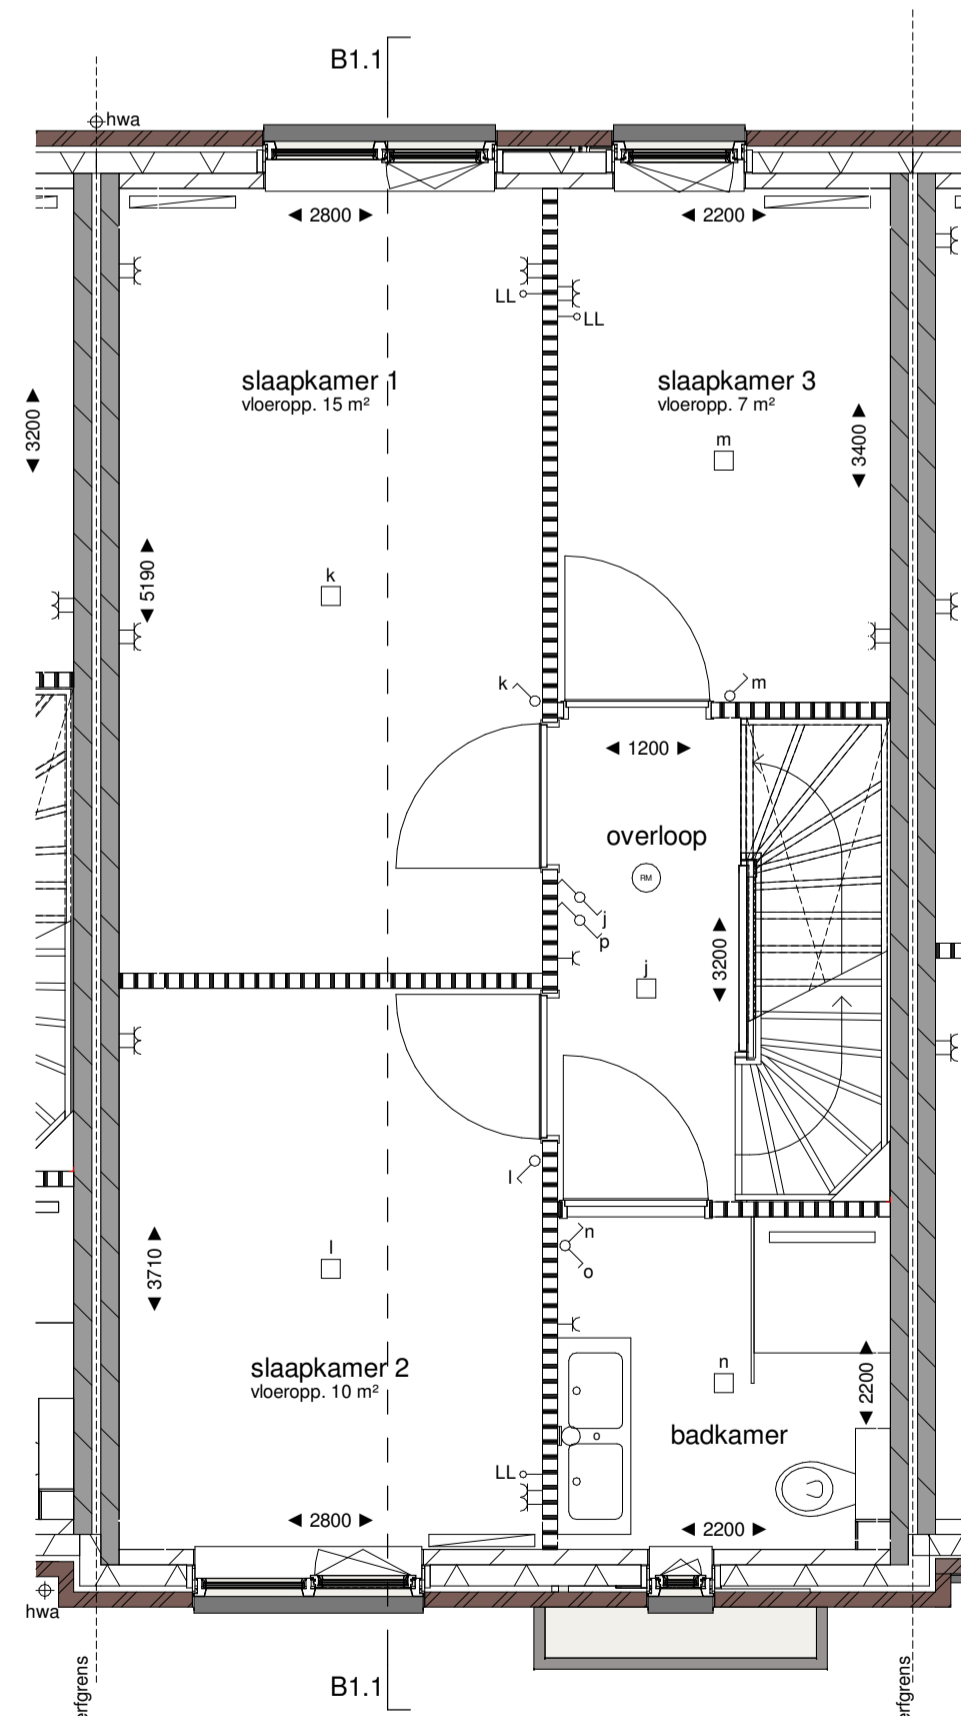 B1.1
hwa
◄ 2800 ►
◄ 2200 ►
LL
LL
slaapkamer 1
vloeropp. 15 m²
slaapkamer 3
vloeropp. 7 m²
◄ 3200 ►
◄ 3400 ►
m
◄ 5190 ►
k
k
m
◄ 1200 ►
overloop
RM
j
p
◄ 3200 ►
j
l
n
o
◄ 3710 ►
l
slaapkamer 2
vloeropp. 10 m²
n
◄ 2200 ►
badkamer
LL
◄ 2800 ►
◄ 2200 ►
hwa
B1.1
erfgrens
erfgrens